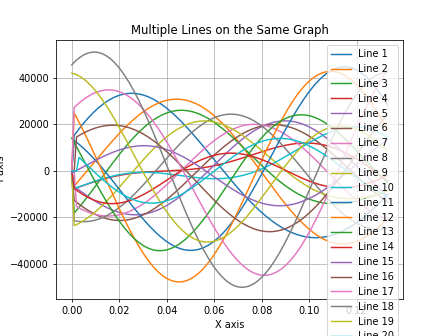 Multiple Lines on the Same Graph
40000
20000
0
−20000
−40000
0.00
0.02
0.04
0.06
0.08
0.10
X axis
Line 1
Line 2
Line 3
Line 4
Line 5
Line 6
Line 7
Line 8
Line 9
Line 10
Line 11
Line 12
Line 13
Line 14
Line 15
Line 16
Line 17
Line 18
Line 19
Line 20